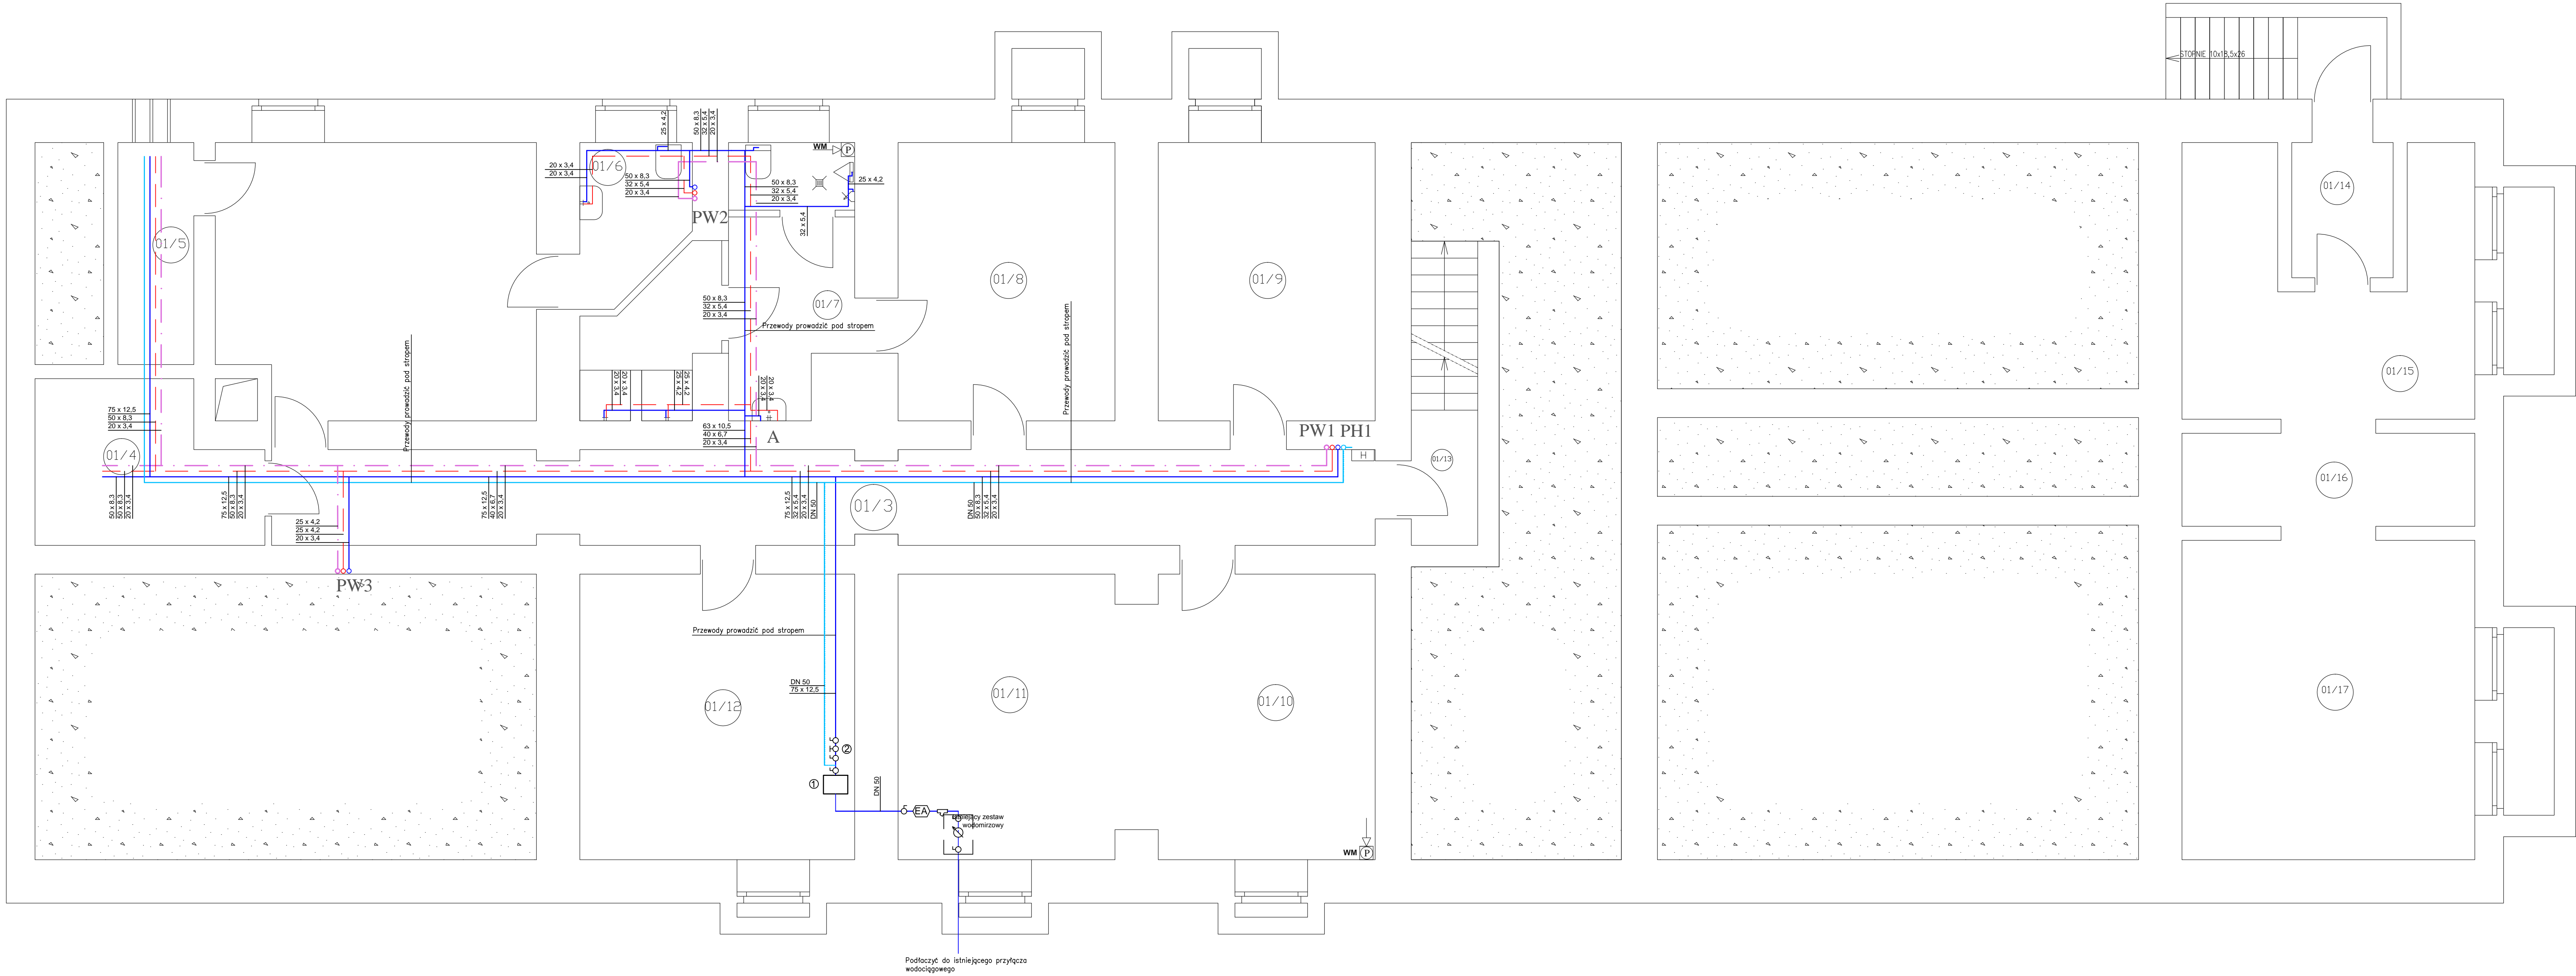 STOPNIE 10x18,5x26
25 x 4,2
50 x 8,3
32 x 5,4
20 x 3,4
WM
P
20 x 3,4
20 x 3,4
01/6
50 x 8,3
32 x 5,4
20 x 3,4
50 x 8,3
32 x 5,4
20 x 3,4
25 x 4,2
PW2
32 x 5,4
01/14
01/5
01/8
01/9
01/7
50 x 8,3
32 x 5,4
20 x 3,4
Przewody prowadzić pod stropem
Przewody prowadzić pod stropem
Przewody prowadzić pod stropem
01/15
20 x 3,4
20 x 3,4
25 x 4,2
25 x 4,2
20 x 3,4
20 x 3,4
75 x 12,5
50 x 8,3
20 x 3,4
63 x 10,5
40 x 6,7
20 x 3,4
A
PW1 PH1
H
01/13
01/4
01/16
50 x 8,3
50 x 8,3
20 x 3,4
75 x 12,5
50 x 8,3
20 x 3,4
75 x 12,5
40 x 6,7
20 x 3,4
75 x 12,5
32 x 5,4
20 x 3,4
DN 50
01/3
DN 50
50 x 8,3
32 x 5,4
20 x 3,4
25 x 4,2
25 x 4,2
20 x 3,4
PW3
Przewody prowadzić pod stropem
DN 50
75 x 12,5
01/12
01/11
01/10
01/17
2
1
DN 50
EA
zestaw
wodomirzowy
WM
P
Podłaczyć do istniejącego przyłącza
wodociągowego